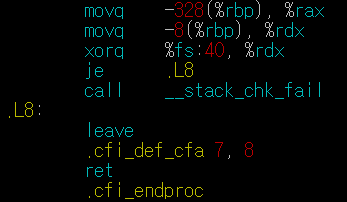 movq -328(%rbp), %rax
movq -8(%rbp), %rdx
xorq %fs:40, %rdx
je .L8
call __stack_chk_fail
.L8:
leave
.cfi_def_cfa 7, 8
ret
.cfi_endproc